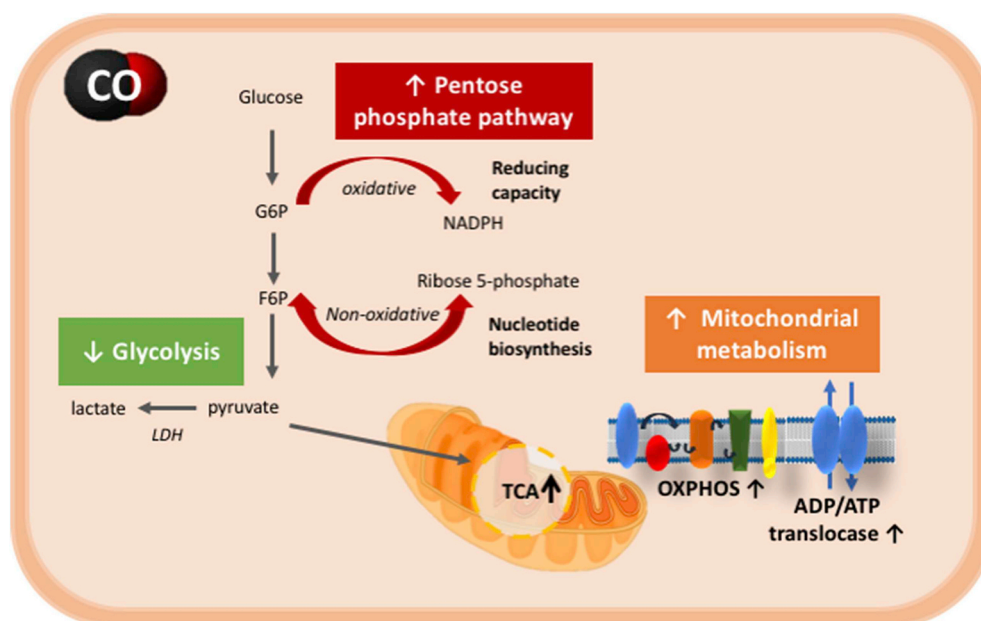 CO
Glucose
↑ Pentose
phosphate pathway
oxidative
Reducing
capacity
G6P
NADPH
Ribose 5-phosphate
F6P
Non-oxidative
Nucleotide
biosynthesis
↓ Glycolysis
↑ Mitochondrial
metabolism
lactate
pyruvate
LDH
TCA↑
OXPHOS ↑
ADP/ATP
translocase ↑